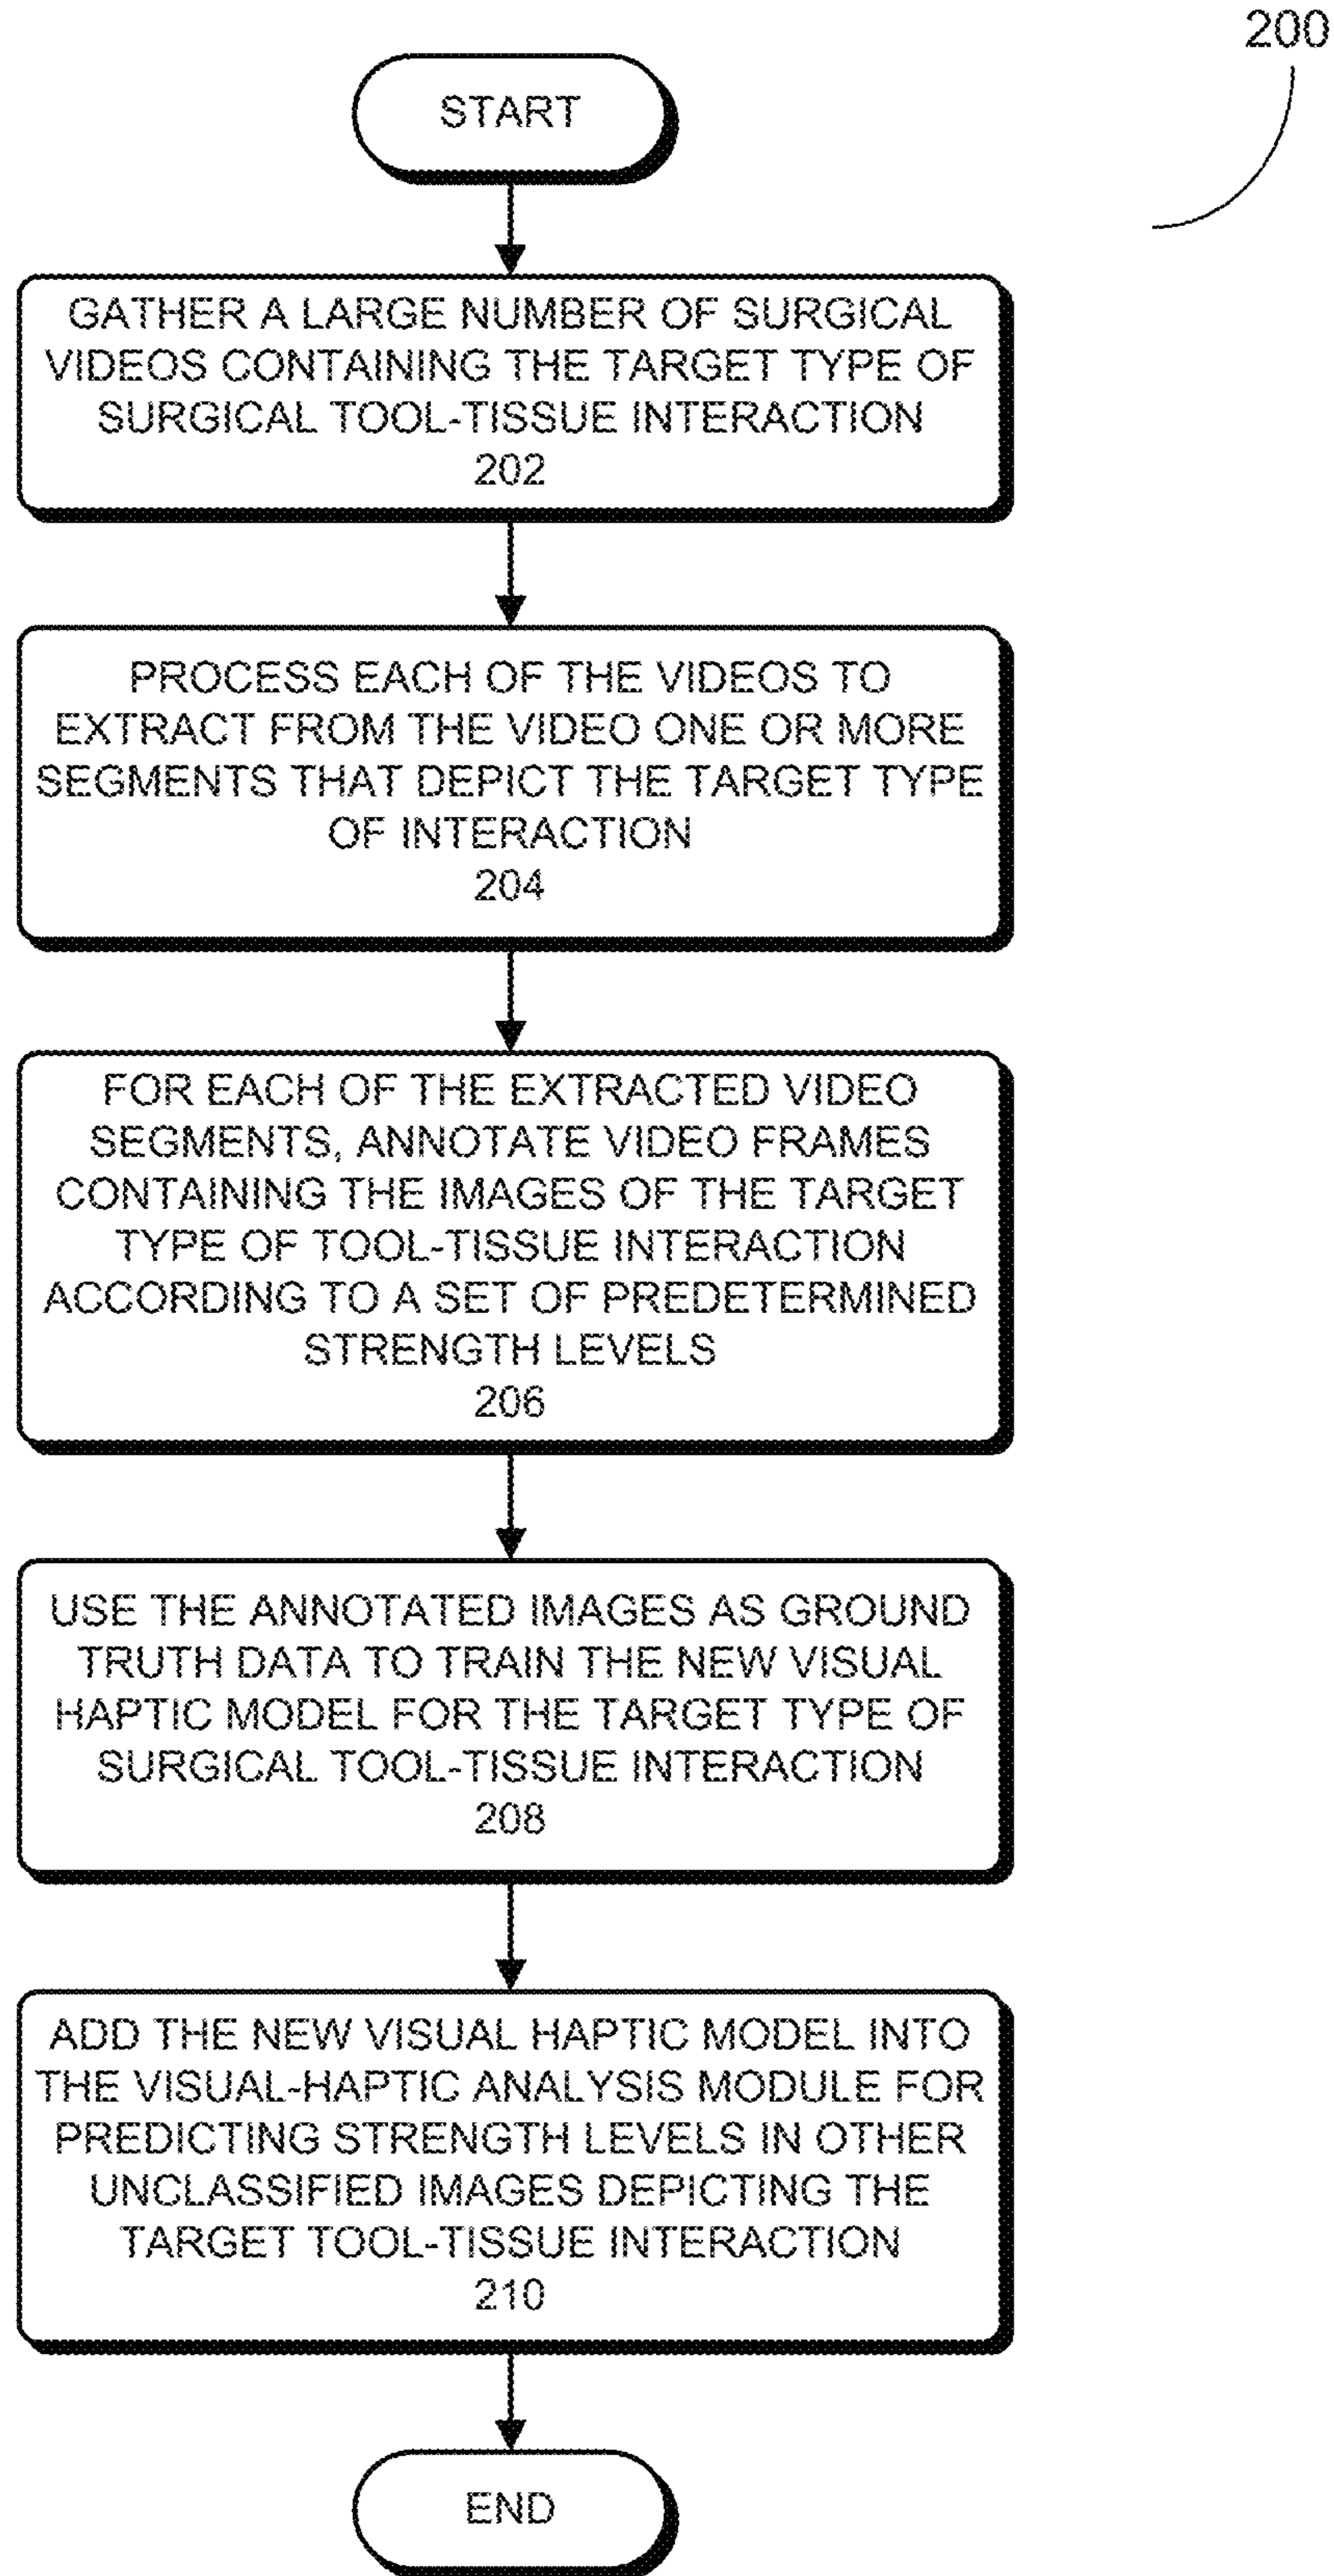 200
START
GATHER A LARGE NUMBER OF SURGICAL
VIDEOS CONTAINING THE TARGET TYPE OF
SURGICAL TOOL-TISSUE INTERACTION
202
PROCESS EACH OF THE VIDEOS TO
EXTRACT FROM THE VIDEO ONE OR MORE
SEGMENTS THAT DEPICT THE TARGET TYPE
OF INTERACTION
204
FOR EACH OF THE EXTRACTED VIDEO
SEGMENTS, ANNOTATE VIDEO FRAMES
CONTAINING THE IMAGES OF THE TARGET
TYPE OF TOOL-TISSUE INTERACTION
ACCORDING TO A SET OF PREDETERMINED
STRENGTH LEVELS
206
USE THE ANNOTATED IMAGES AS GROUND
TRUTH DATA TO TRAIN THE NEW VISUAL
HAPTIC MODEL FOR THE TARGET TYPE OF
SURGICAL TOOL-TISSUE INTERACTION
208
ADD THE NEW VISUAL HAPTIC MODEL INTO
THE VISUAL-HAPTIC ANALYSIS MODULE FOR
PREDICTING STRENGTH LEVELS IN OTHER
UNCLASSIFIED IMAGES DEPICTING THE
TARGET TOOL-TISSUE INTERACTION
210
END